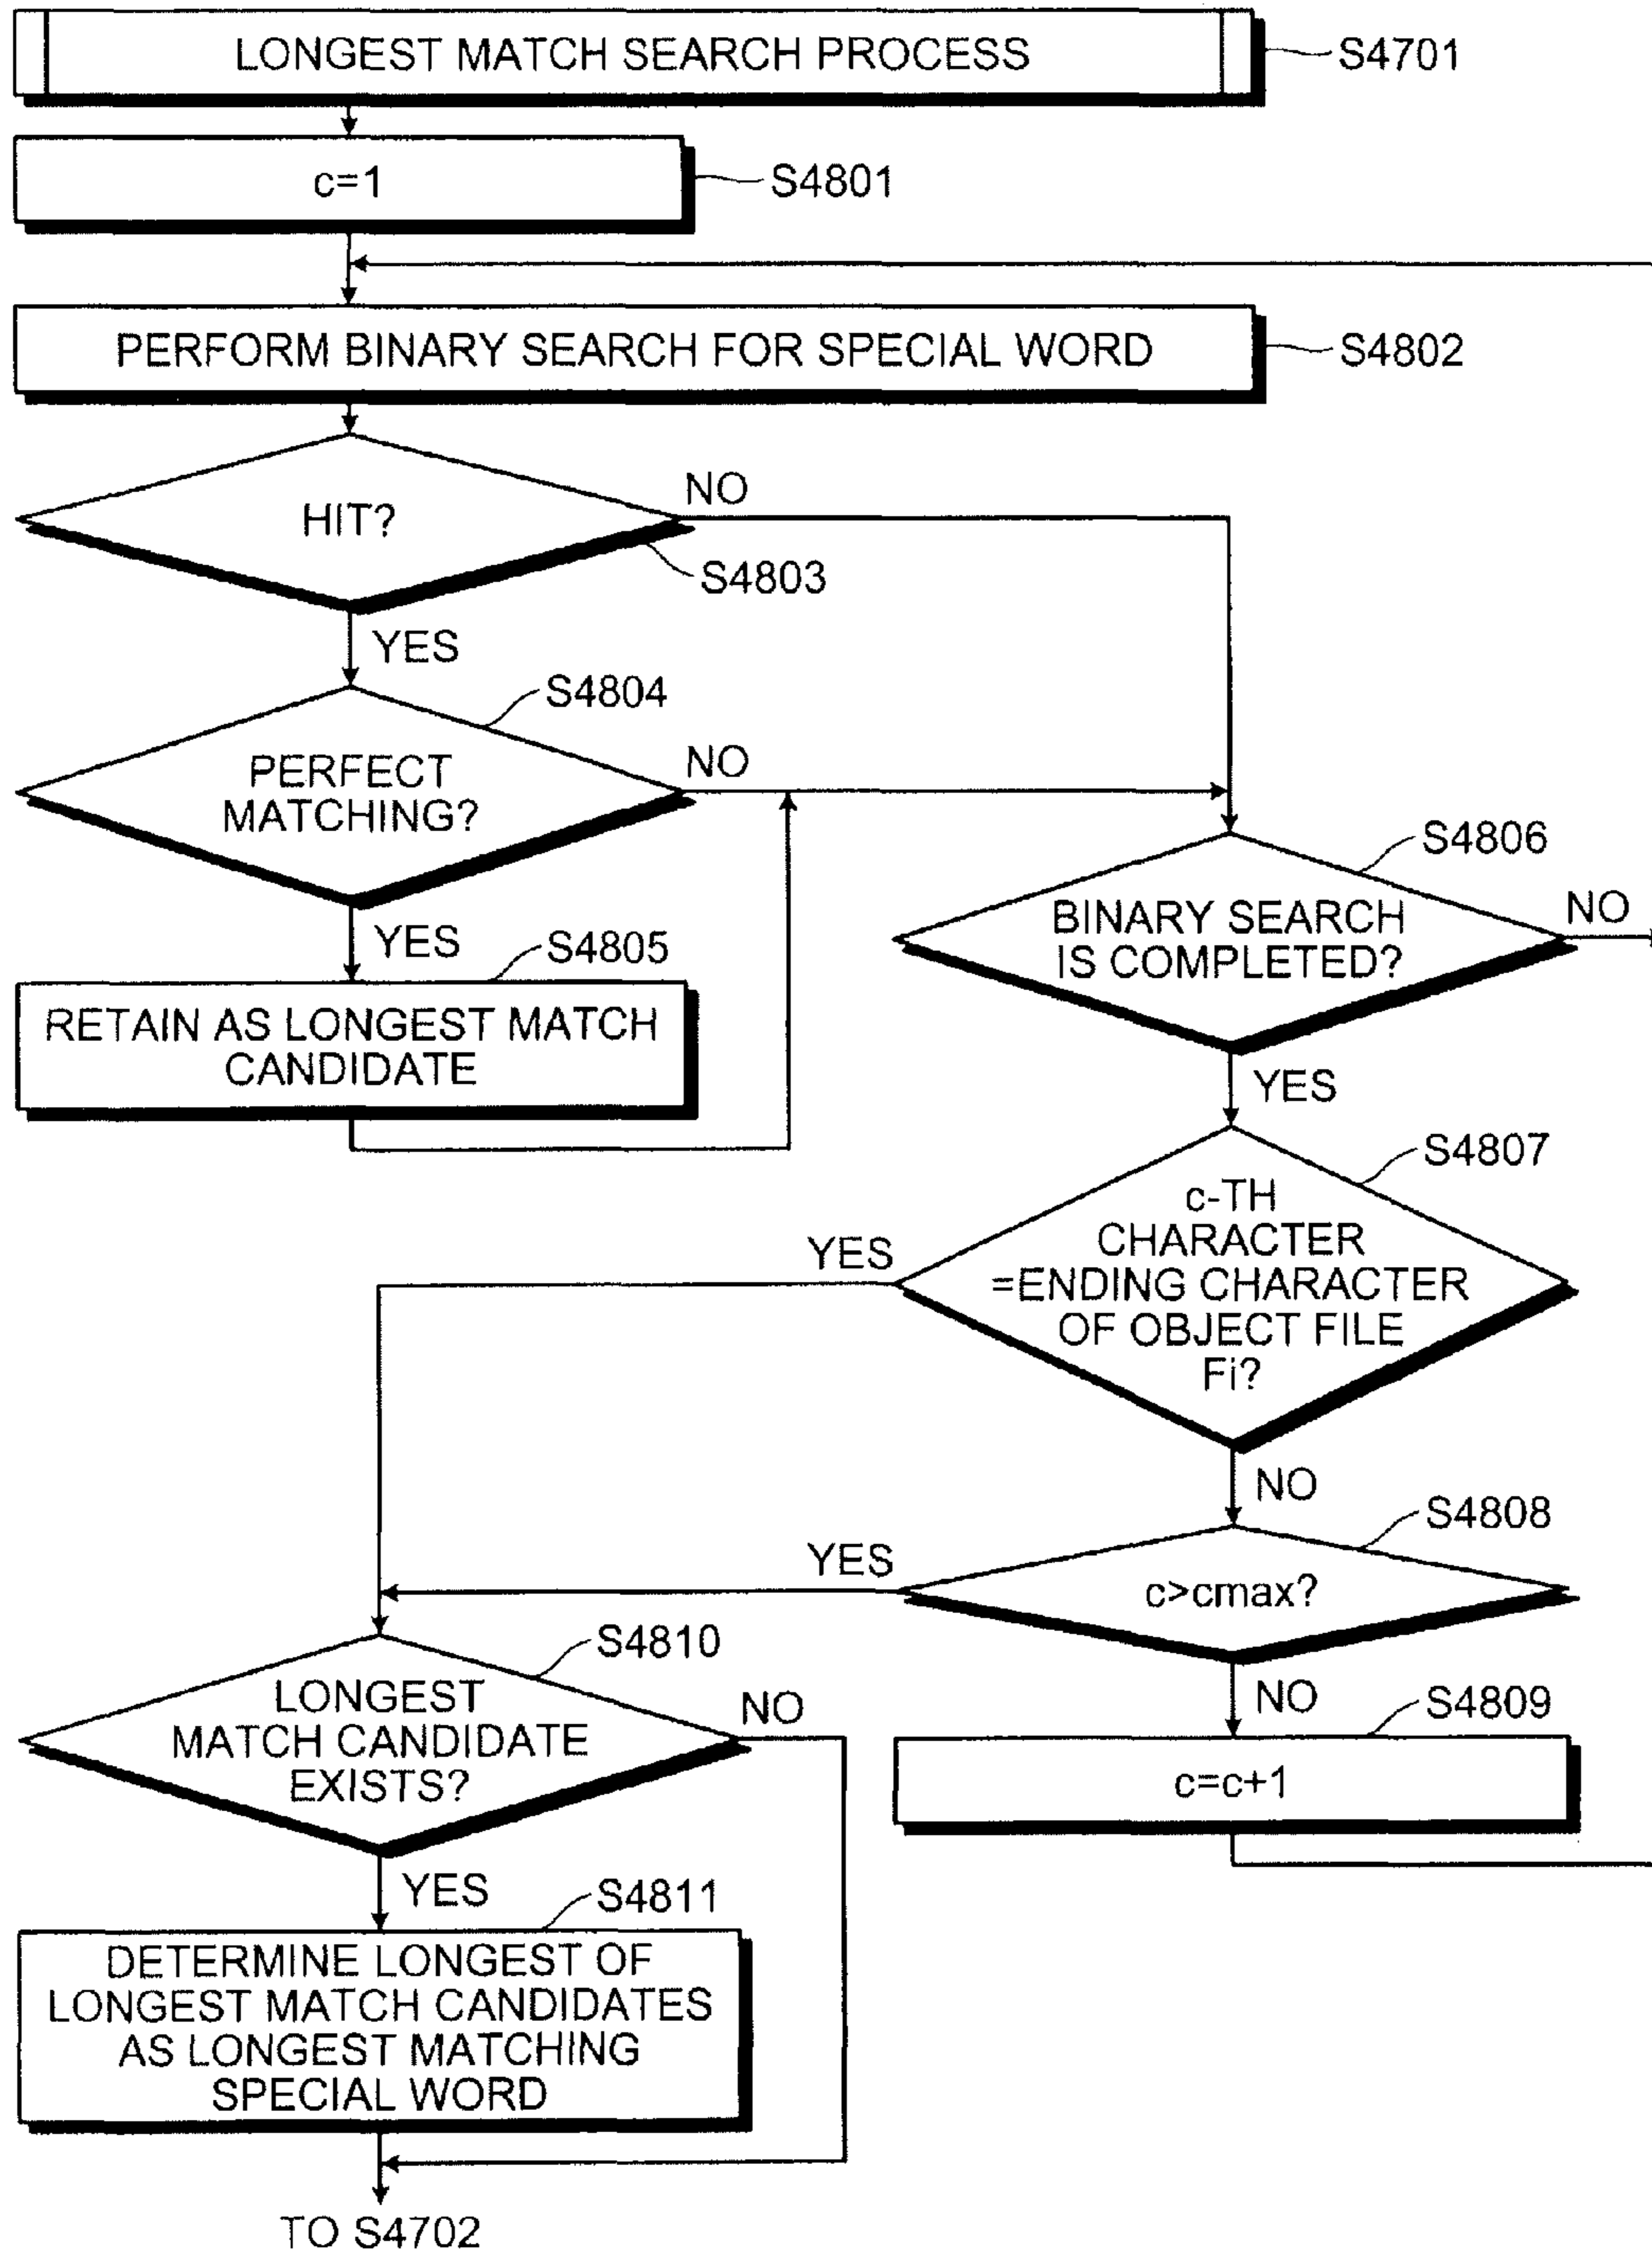 LONGEST MATCH SEARCH PROCESS
S4701
c=1
S4801
PERFORM BINARY SEARCH FOR SPECIAL WORD
S4802
HIT?
NO
S4803
YES
S4804
PERFECT
MATCHING?
NO
YES
S4805
RETAIN AS LONGEST MATCH
CANDIDATE
S4806
BINARY SEARCH
IS COMPLETED?
NO
YES
S4807
c-TH
CHARACTER
=ENDING CHARACTER
OF OBJECT FILE
Fi?
YES
NO
S4808
c>cmax?
YES
NO
S4809
c=c+1
S4810
LONGEST
MATCH CANDIDATE
EXISTS?
NO
YES
S4811
DETERMINE LONGEST OF
LONGEST MATCH CANDIDATES
AS LONGEST MATCHING
SPECIAL WORD
TO S4702